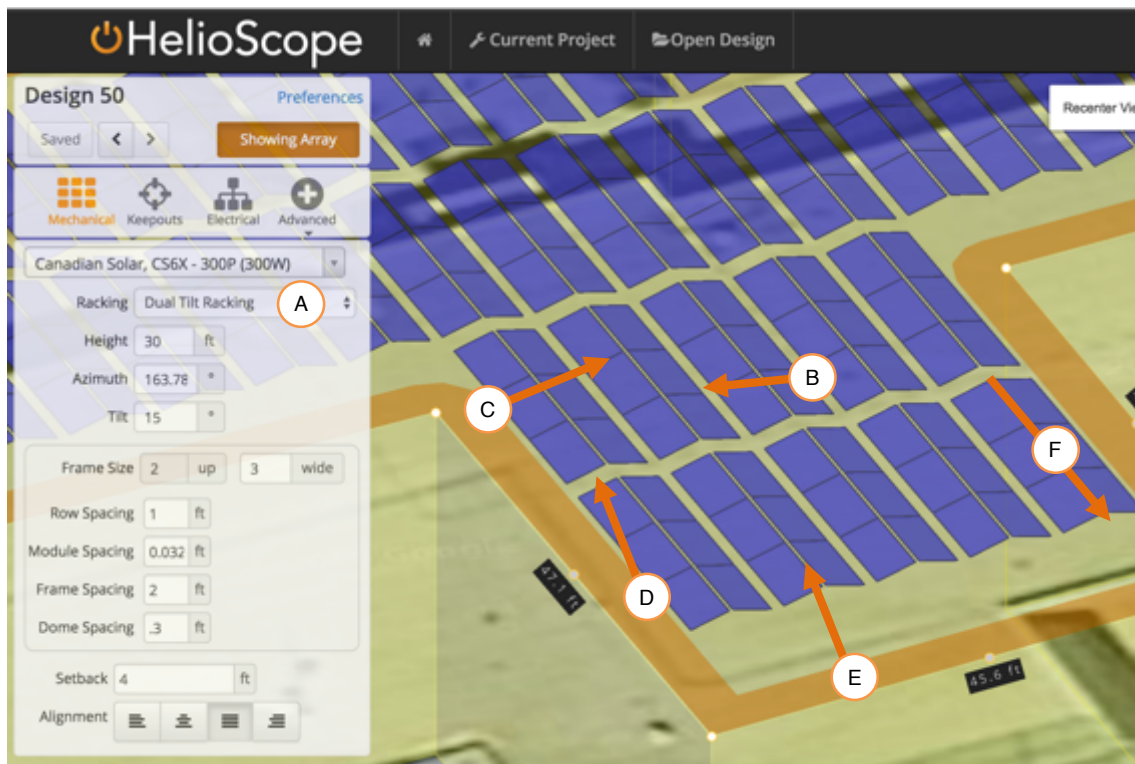 HelioScope
Current Project
Open Design
Design 50
Preferences
Saved
Showing Array
Recenter Vie
Mechanical
Keepouts
Electrical
Advanced
Canadian Solar, CS6X - 300P (300W)
Racking Dual Tilt Racking
A
Height 30 ft
Azimuth 163.78 °
Tilt 15 °
Frame Size 2 up 3 wide
Row Spacing 1 ft
Module Spacing 0.032 ft
Frame Spacing 2 ft
Dome Spacing .3 ft
Setback 4 ft
Alignment
B
C
F
D
E
47.1 ft
45.6 ft